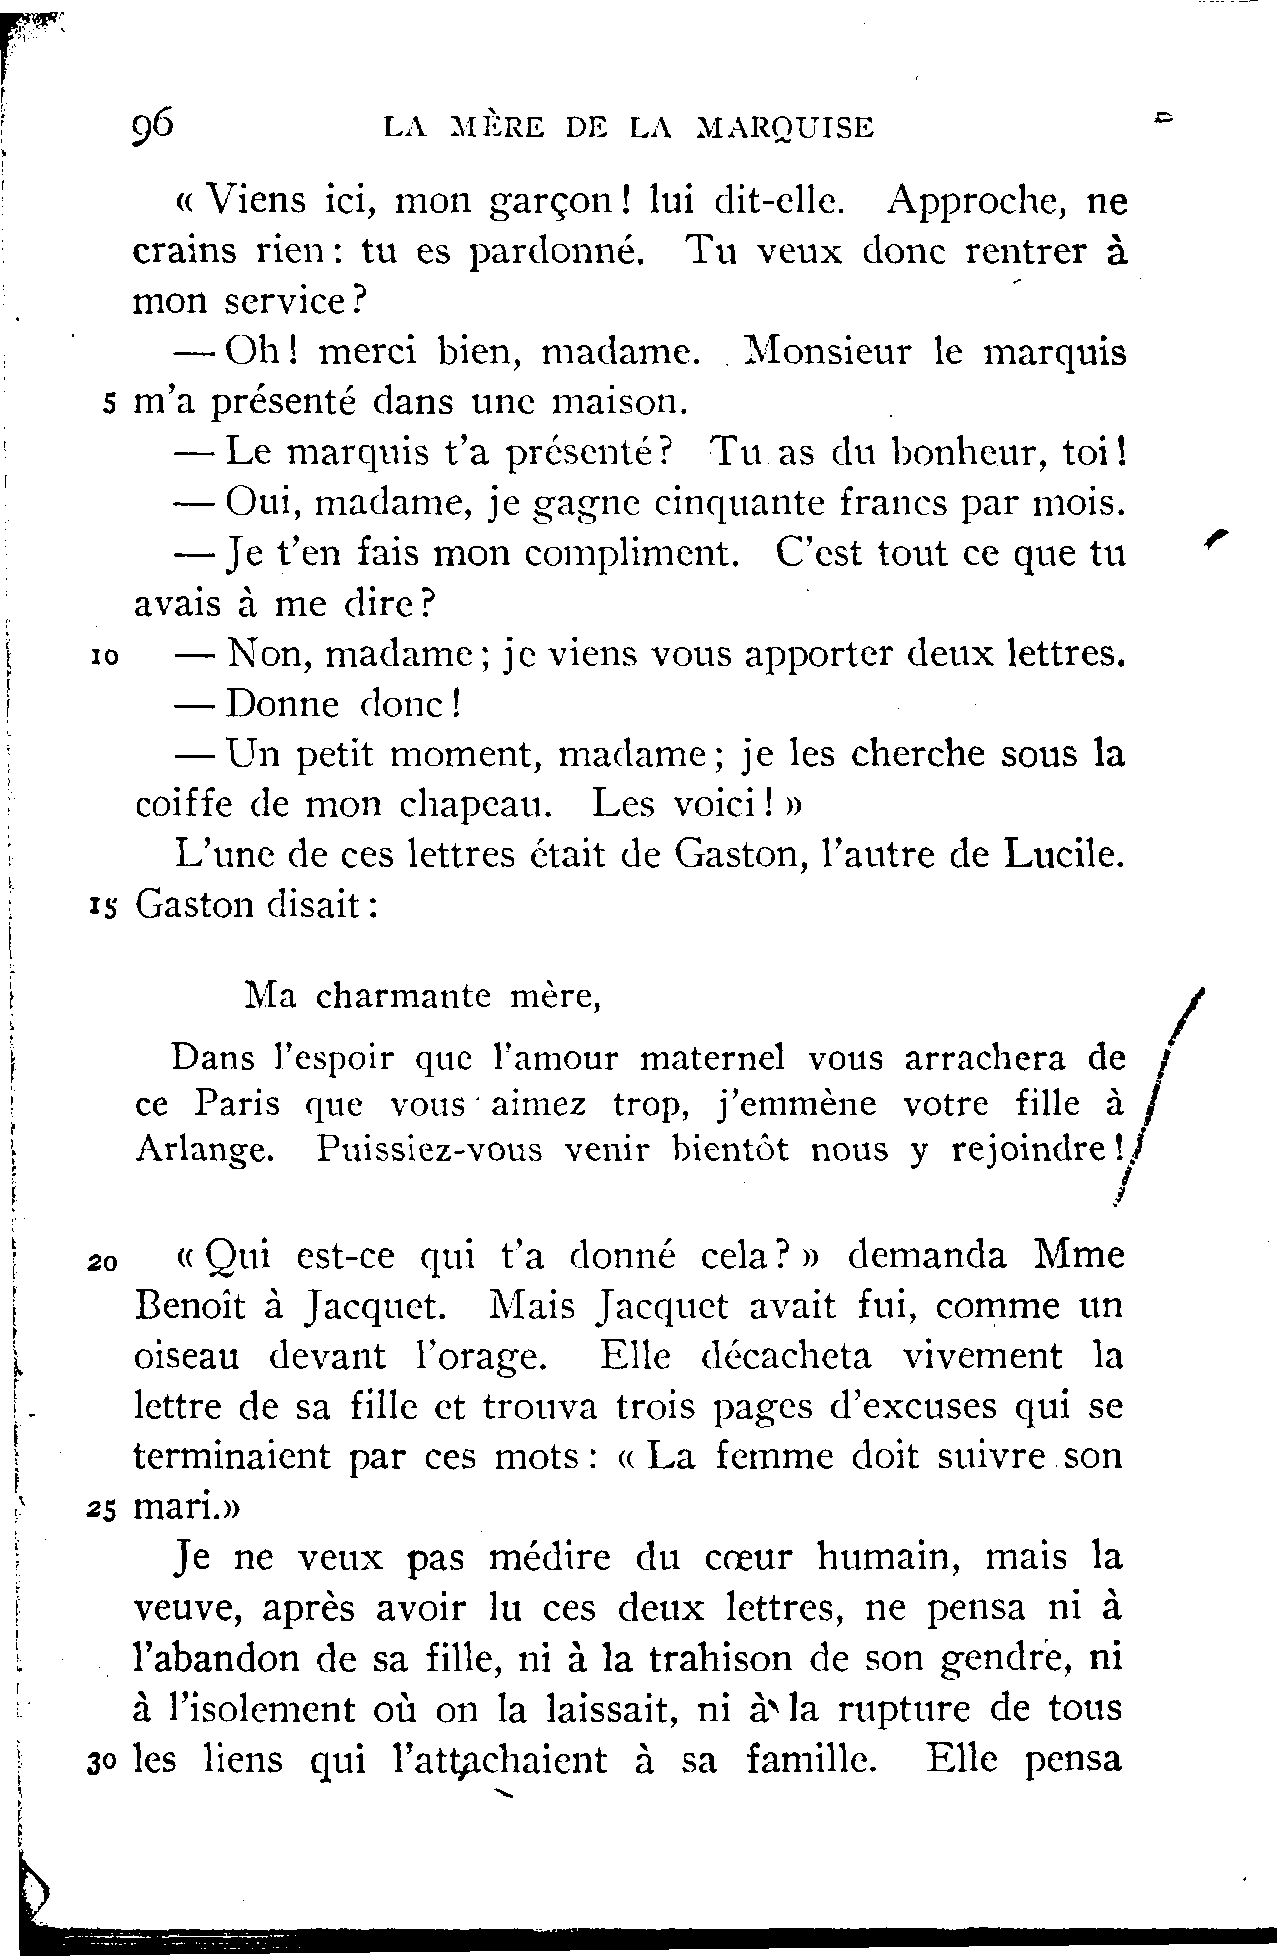 96 LA MÈRE DE LA MARQUISE
« Viens ici, mon garçon ! lui dit-elle. Approche, ne
crains rien : tu es pardonné. Tu veux donc rentrer à
mon service ?
— Oh ! merci bien, madame. Monsieur le marquis
5 m'a présenté dans une maison.
— Le marquis t'a présenté ? Tu as du bonheur, toi !
— Oui, madame, je gagne cinquante francs par mois.
— Je t'en fais mon compliment. C'est tout ce que tu
avais à me dire ?
10 — Non, madame ; je viens vous apporter deux lettres.
— Donne donc !
— Un petit moment, madame ; je les cherche sous la
coiffe de mon chapeau. Les voici ! »
L'une de ces lettres était de Gaston, l'autre de Lucile.
15 Gaston disait :
Ma charmante mère,
Dans l'espoir que l'amour maternel vous arrachera de
ce Paris que vous aimez trop, j'emmène votre fille à
Arlange. Puissiez-vous venir bientôt nous y rejoindre !
20 « Qui est-ce qui t'a donné cela ? » demanda Mme
Benoît à Jacquet. Mais Jacquet avait fui, comme un
oiseau devant l'orage. Elle décacheta vivement la
lettre de sa fille et trouva trois pages d'excuses qui se
terminaient par ces mots : « La femme doit suivre son
25 mari.»
Je ne veux pas médire du cœur humain, mais la
veuve, après avoir lu ces deux lettres, ne pensa ni à
l'abandon de sa fille, ni à la trahison de son gendre, ni
à l'isolement où on la laissait, ni à la rupture de tous
30 les liens qui l'attachaient à sa famille. Elle pensa